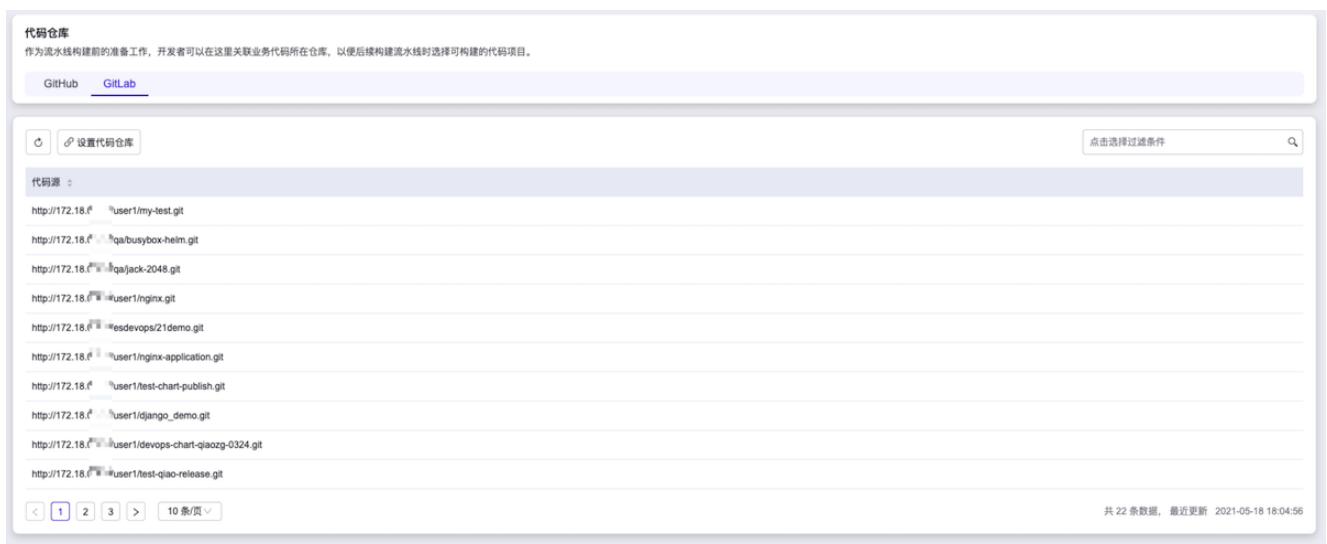 代码仓库
作为流水线构建前的准备工作，开发者可以在这里关联业务代码所在仓库，以便后续构建流水线时选择可构建的代码项目。
GitHub GitLab
设置代码仓库 点击选择过滤条件
代码源
http://172.18. user1/my-test.git
http://172.18. qa/busybox-helm.git
http://172.18. qa/jack-2048.git
http://172.18. user1/nginx.git
http://172.18. esdevops/21demo.git
http://172.18. user1/nginx-application.git
http://172.18. user1/test-chart-publish.git
http://172.18. user1/django_demo.git
http://172.18. user1/devops-chart-qiaozg-0324.git
http://172.18. user1/test-qiao-release.git
< 1 2 3 > 10 条/页 共 22 条数据， 最近更新 2021-05-18 18:04:56